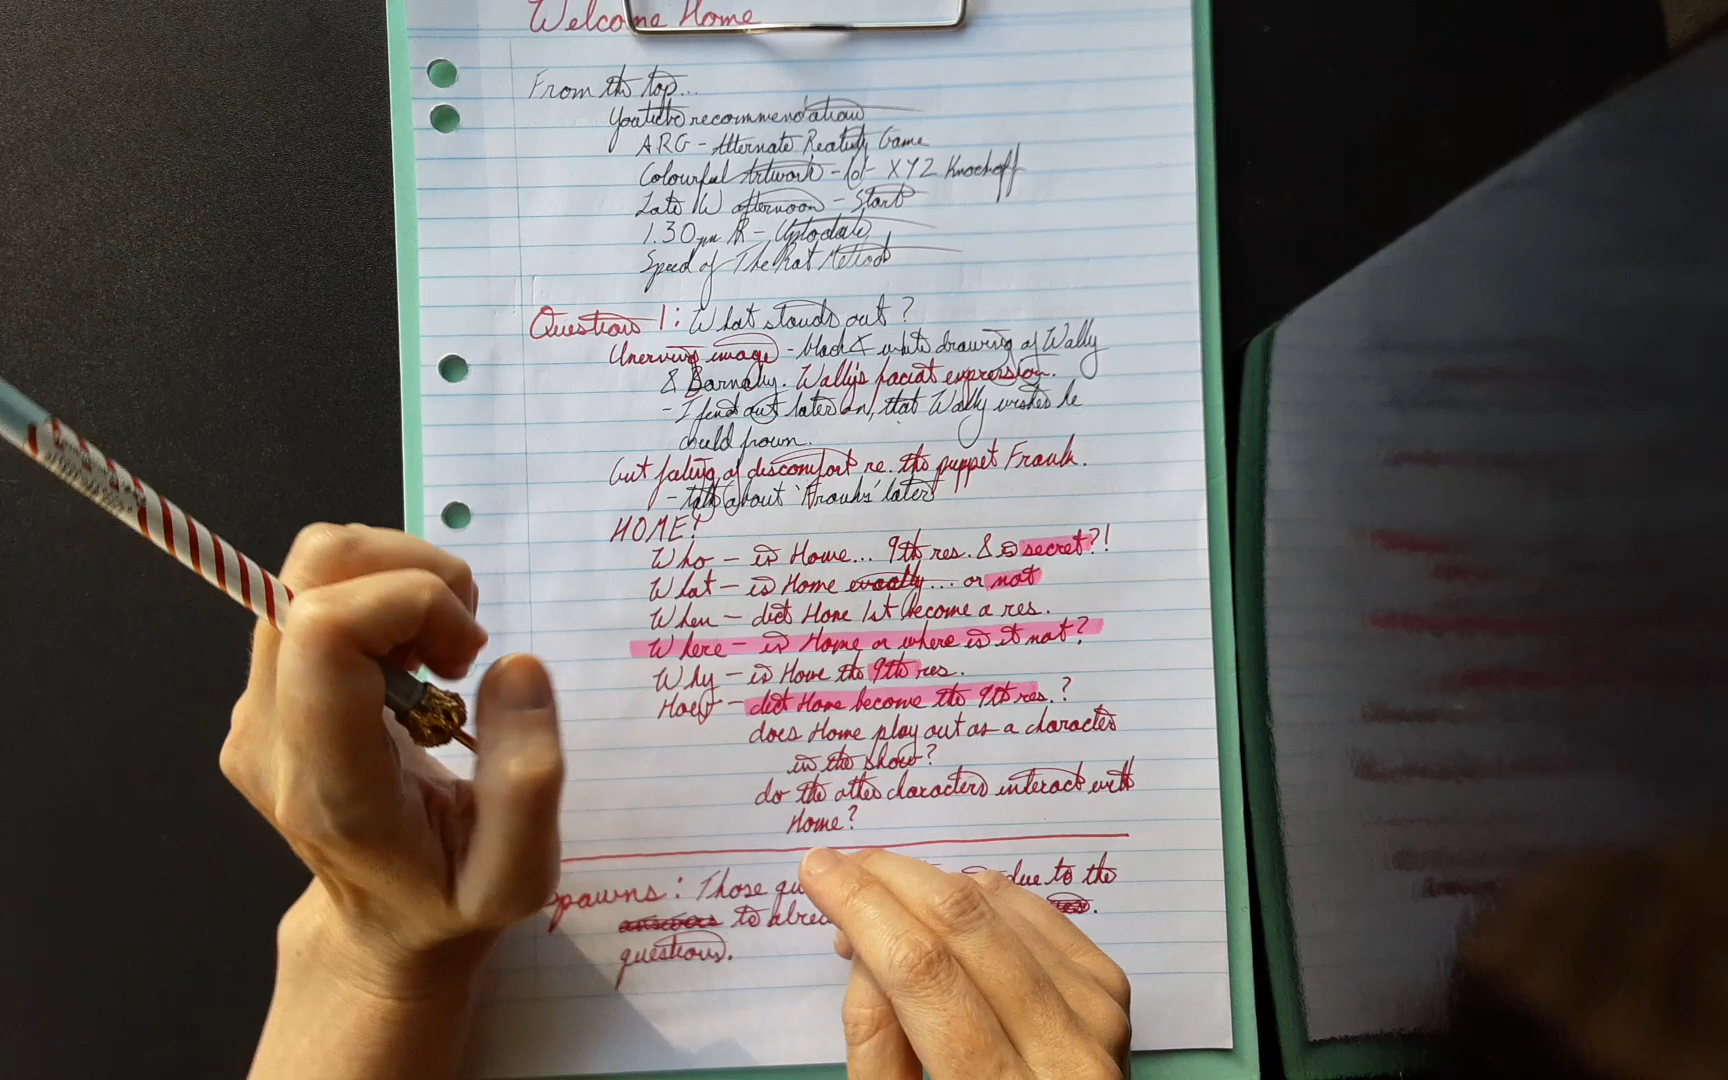 Welcome Home
From the top...
Youtube recommendation
ARG - Alternate Reality Game
Colourful Artwork - lot XYZ Knockoff
Late W afternoon - Start
1.30pm R - Uptodate
Speed of The Rat Method
Question 1: What stands out?
Unerving image - black & white drawing of Wally
& Barnaby. Wally's facial expression.
- I find out later on, that Wally wishes he
could frown.
Gut feeling of discomfort re. the puppet Frank.
- talk about 'Franks' later
HOME!
Who - is Home... 9th res. & secret?!
What - is Home exactly... or not
When - did Home 1st become a res.
Where - is Home or where is it not?
Why - is Home the 9th res.
How - did Home become the 9th res.?
does Home play out as a character
in the show?
do the other characters interact with
Home?
Spawns: Those due to the
answers to
questions.